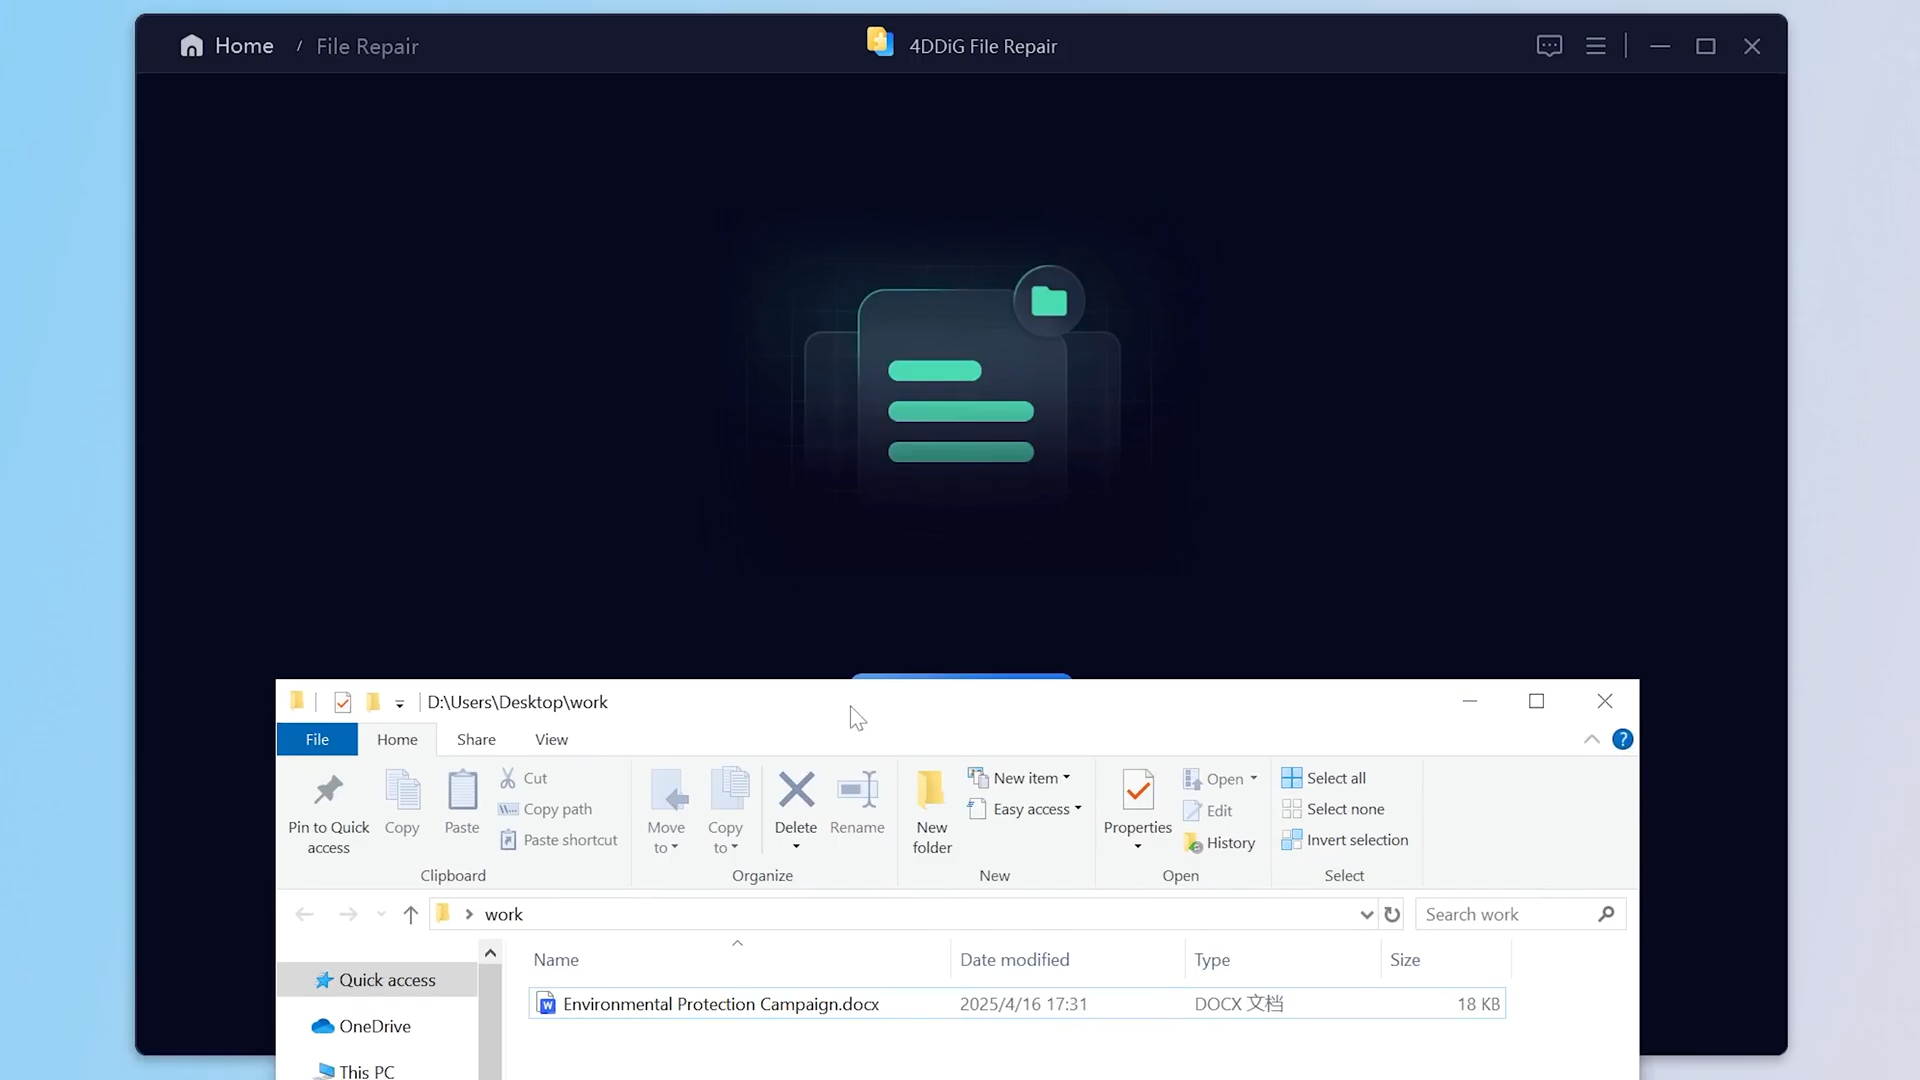 Home / File Repair
4DDiG File Repair
D:\Users\Desktop\work
File
Home
Share
View
?
Pin to Quick access
Copy
Paste
Cut
Copy path
Paste shortcut
Clipboard
Move to
Copy to
Delete
Rename
Organize
New folder
New item
Easy access
New
Properties
Open
Edit
History
Open
Select all
Select none
Invert selection
Select
work
Search work
Quick access
OneDrive
This PC
Name Date modified Type Size
Environmental Protection Campaign.docx 2025/4/16 17:31 DOCX 文档 18 KB